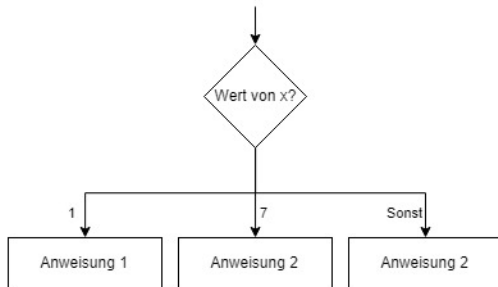 Wert von x?
1
7
Sonst
Anweisung 1
Anweisung 2
Anweisung 2